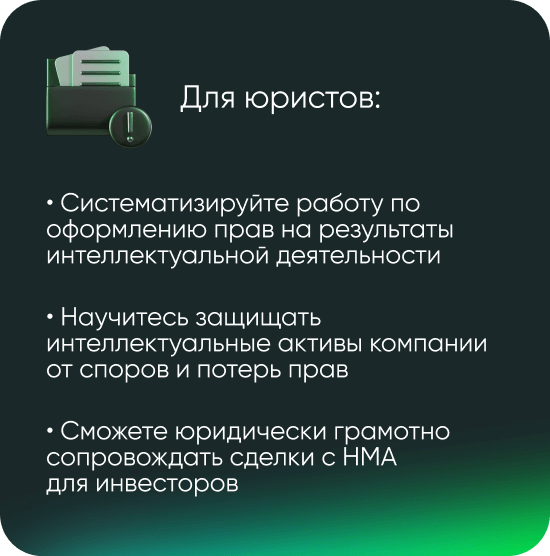 Для юристов:
• Систематизируйте работу по
оформлению прав на результаты
интеллектуальной деятельности
• Научитесь защищать
интеллектуальные активы компании
от споров и потерь прав
• Сможете юридически грамотно
сопровождать сделки с НМА
для инвесторов